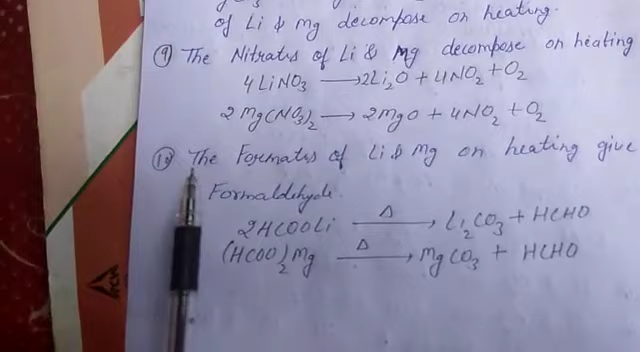 of Li & Mg decompose on heating.
⑨ The Nitrates of Li & Mg decompose on heating
4LiNO₃ ⟶ 2Li₂O + 4NO₂ + O₂
2Mg(NO₃)₂ ⟶ 2MgO + 4NO₂ + O₂
⑩ The Formates of Li & Mg on heating give
Formaldehyde.
2HCOOLi —Δ→ Li₂CO₃ + HCHO
(HCOO)₂Mg —Δ→ MgCO₃ + HCHO